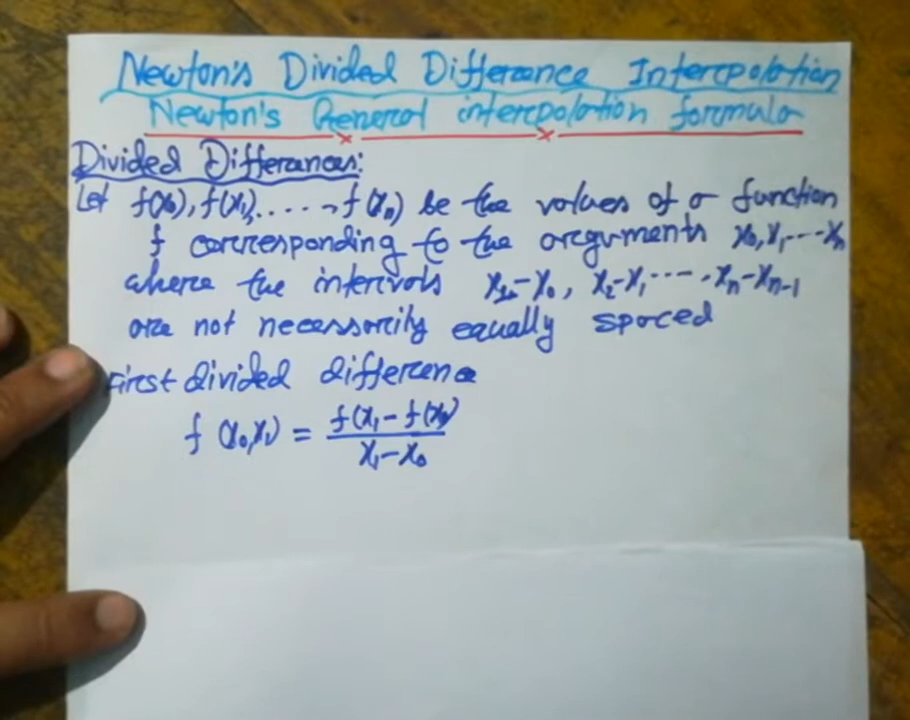 Newton's Divided Difference Interpolation
Newton's General interpolation formula
Divided Differances:
Let f(x₀), f(x₁), ....., f(xₙ) be the values of a function
f corresponding to the arguments x₀, x₁, ... xₙ
where the intervals x₁-x₀, x₂-x₁ ..... xₙ-xₙ₋₁
are not necessarily equally spaced
First divided difference
f (x₀,x₁) = f(x₁ - f(x₀) / x₁-x₀